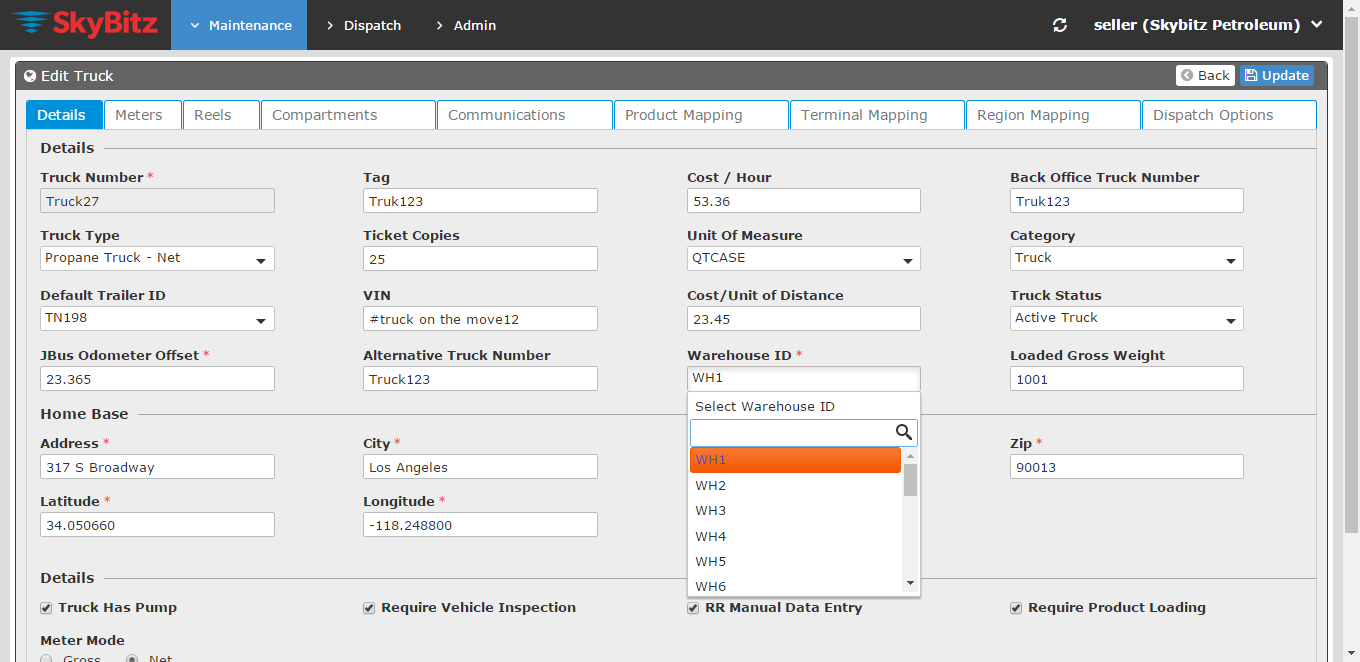 SkyBitz Maintenance Dispatch Admin seller (Skybitz Petroleum)
Edit Truck Back Update
Details Meters Reels Compartments Communications Product Mapping Terminal Mapping Region Mapping Dispatch Options
Details
Truck Number * Tag Cost / Hour Back Office Truck Number
Truck27 Truk123 53.36 Truk123
Truck Type Ticket Copies Unit Of Measure Category
Propane Truck - Net 25 QTCASE Truck
Default Trailer ID VIN Cost/Unit of Distance Truck Status
TN198 #truck on the move12 23.45 Active Truck
JBus Odometer Offset * Alternative Truck Number Warehouse ID * Loaded Gross Weight
23.365 Truck123 WH1 1001
Home Base Select Warehouse ID
Address * City * Zip *
317 S Broadway Los Angeles WH1 90013
WH2
Latitude * Longitude * WH3
34.050660 -118.248800 WH4
WH5
Details WH6
Truck Has Pump Require Vehicle Inspection RR Manual Data Entry Require Product Loading
Meter Mode
Gross Net